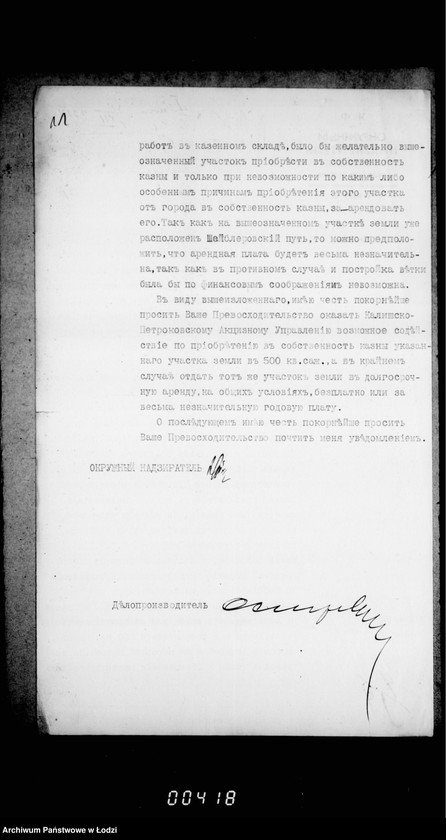 11
работъ въ казенномъ складѣ,было бы желательно выше-
означенный участокъ пріобрѣсти въ собственность
казны и только при невозможности по какимъ либо
особеннымъ причинамъ пріобрѣтенія этого участка
отъ города въ собственность казны,за-арендовать
его.Такъ какъ на вышеозначенномъ участкѣ земли уже
расположенъ Шайблеровскій путь,то можно предполо-
жить,что арендная плата будетъ весьма незначитель-
на,такъ какъ въ противномъ случаѣ и постройка вѣтки
была бы по финансовымъ соображеніямъ невозможна.
Въ виду вышеизложеннаго,имѣю честь покорнѣйше
просить Ваше Превосходительство оказать Калишско-
Петроковскому Акцизному Управленію возможное содѣй-
ствіе по пріобрѣтенію въ собственность казны указан-
наго участка земли въ 500 кв.саж.,а въ крайнемъ
случаѣ отдать тотъ же участокъ земли въ долгосроч-
ную аренду,на общихъ условіяхъ,безплатно или за
весьма незначительную годовую плату.
О послѣдующемъ имѣю честь покорнѣйше просить
Ваше Превосходительство почтить меня увѣдомленіемъ.
ОКРУЖНЫЙ НАДЗИРАТЕЛЬ
Дѣлопроизводитель
00418
Archiwum Państwowe w Łodzi